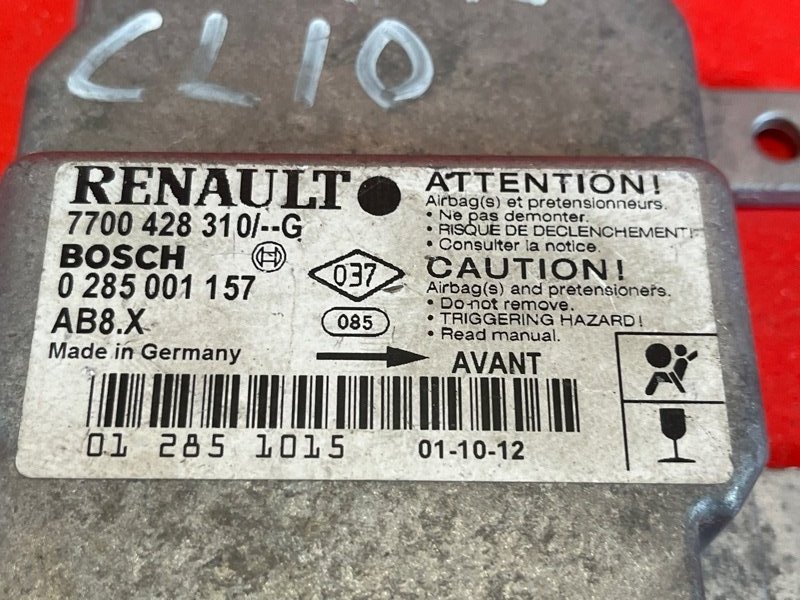 CLIO
RENAULT
7700 428 310/--G
BOSCH
0 285 001 157
AB8.X
Made in Germany
037
085
ATTENTION!
Airbag(s) et pretensionneurs.
• Ne pas demonter.
• RISQUE DE DECLENCHEMENT!
• Consulter la notice.
CAUTION!
Airbag(s) and pretensioners.
• Do not remove.
• TRIGGERING HAZARD!
• Read manual.
AVANT
01 285 1015
01-10-12